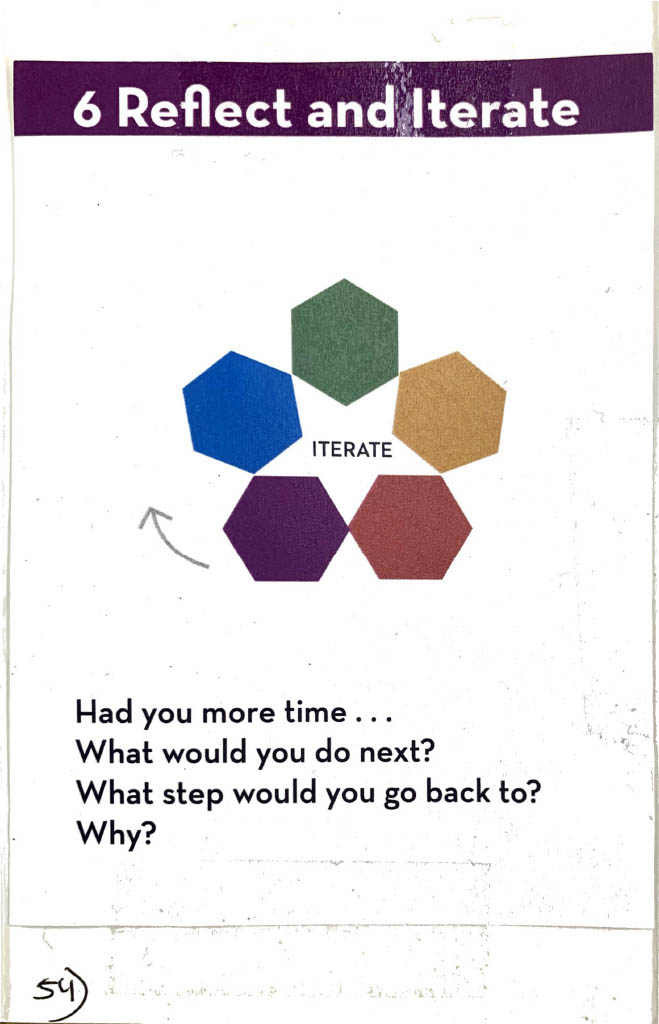 6 Reflect and Iterate
ITERATE
Had you more time . . .
What would you do next?
What step would you go back to?
Why?
54)